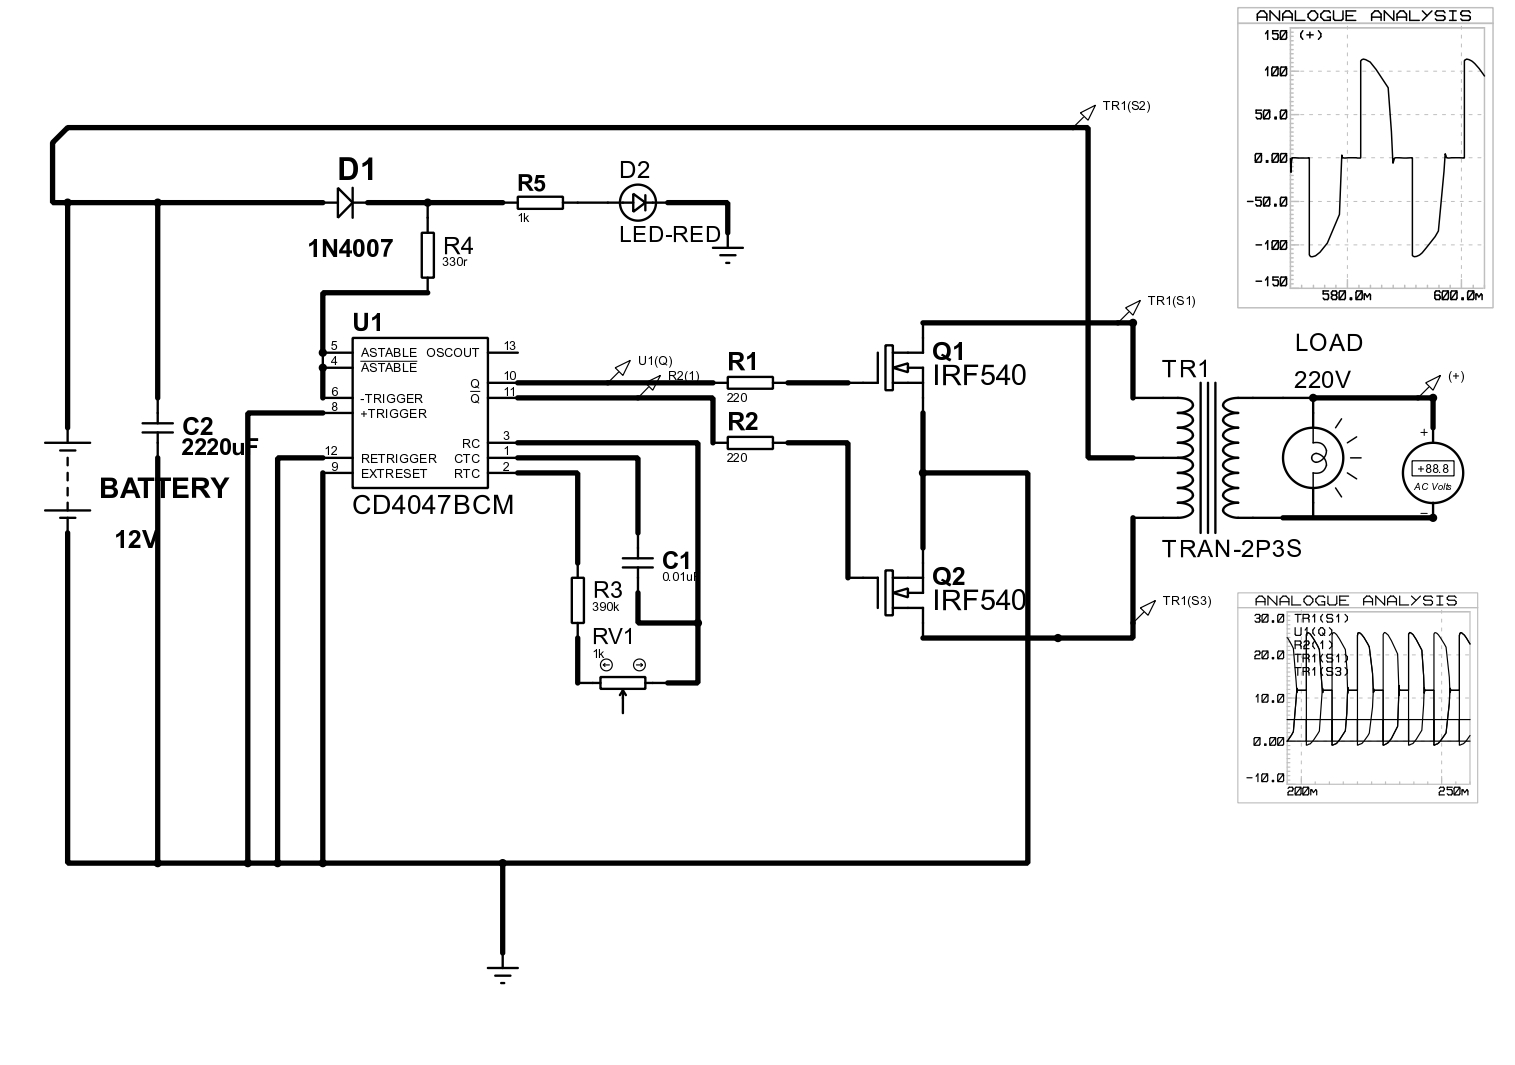 ANALOGUE ANALYSIS
150
(+)
100
50.0
0.00
-50.0
-100
-150
580.0m
600.0m
TR1(S2)
D1
1N4007
R5
1k
D2
LED-RED
R4
330r
U1
5
ASTABLE
OSCOUT
13
4
ASTABLE
6
-TRIGGER
Q
10
8
+TRIGGER
Q
11
RC
3
12
RETRIGGER
CTC
1
9
EXTRESET
RTC
2
CD4047BCM
U1(Q)
R2(1)
R1
220
R2
220
Q1
IRF540
Q2
IRF540
TR1(S1)
TR1
TRAN-2P3S
TR1(S3)
LOAD
220V
(+)
+
+88.8
AC Volts
−
C2
2220uF
BATTERY
12V
C1
0.01uF
R3
390k
RV1
1k
ANALOGUE ANALYSIS
30.0
TR1(S1)
U1(Q)
R2(1)
20.0
TR1(S1)
TR1(S3)
10.0
0.00
-10.0
200m
250m